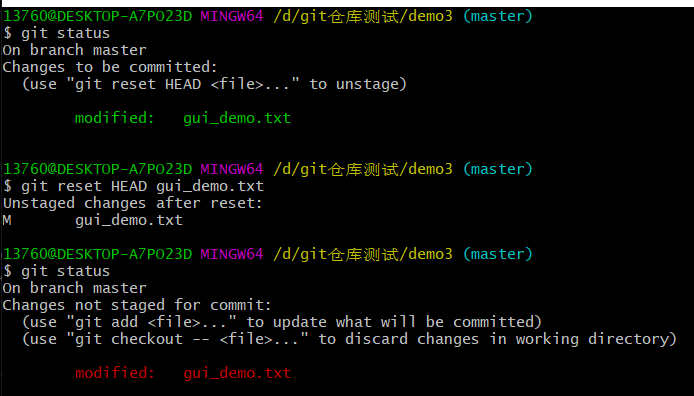 13760@DESKTOP-A7PO23D MINGW64 /d/git仓库测试/demo3 (master)
$ git status
On branch master
Changes to be committed:
  (use "git reset HEAD <file>..." to unstage)
        modified:   gui_demo.txt
13760@DESKTOP-A7PO23D MINGW64 /d/git仓库测试/demo3 (master)
$ git reset HEAD gui_demo.txt
Unstaged changes after reset:
M       gui_demo.txt
13760@DESKTOP-A7PO23D MINGW64 /d/git仓库测试/demo3 (master)
$ git status
On branch master
Changes not staged for commit:
  (use "git add <file>..." to update what will be committed)
  (use "git checkout -- <file>..." to discard changes in working directory)
        modified:   gui_demo.txt